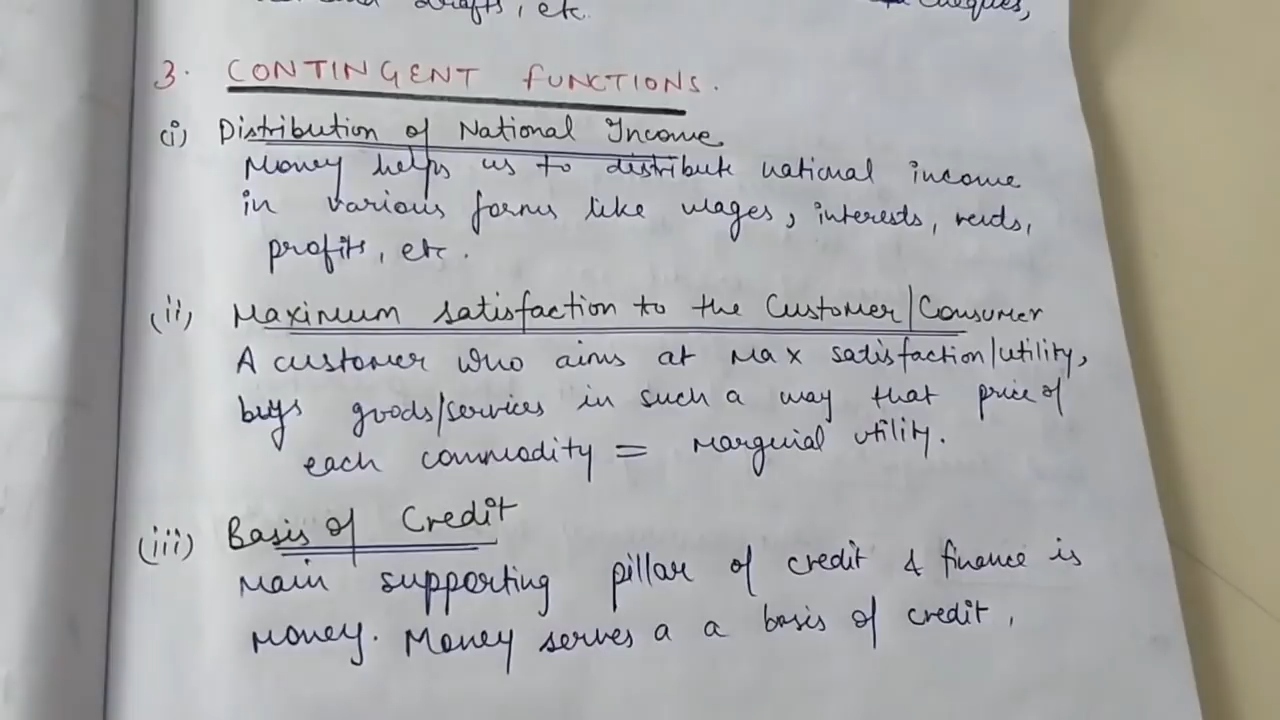 drafts, etc. cheques,
3. CONTINGENT FUNCTIONS.
(i) Distribution of National Income
Money helps us to distribute national income
in various forms like wages, interests, rents,
profits, etc.
(ii) Maximum satisfaction to the Customer/Consumer
A customer who aims at max satisfaction/utility,
buys goods/services in such a way that price of
each commodity = marginal utility.
(iii) Basis of Credit
Main supporting pillar of credit & finance is
money. Money serves a a basis of credit.